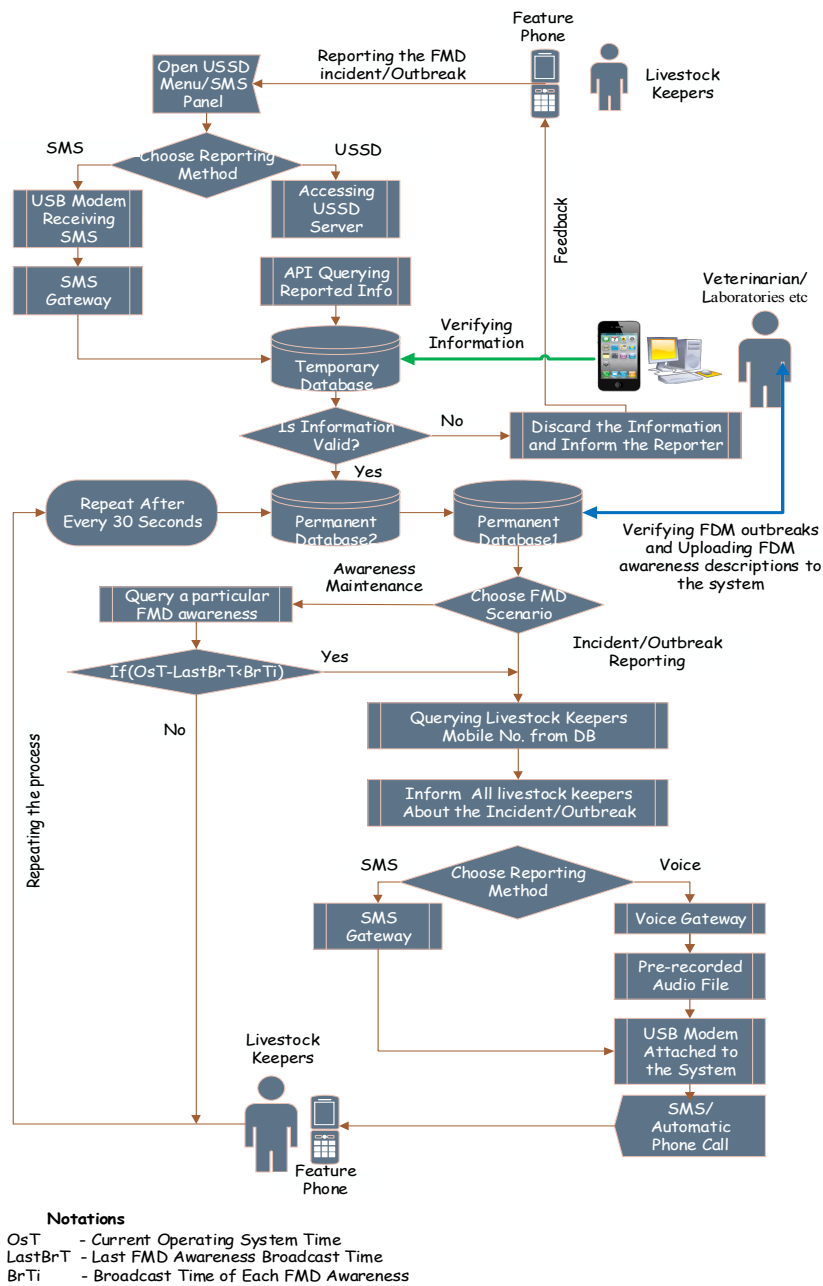 Feature
Phone
Reporting the FMD
incident/Outbreak
Open USSD
Menu/SMS
Panel
Livestock
Keepers
SMS
USSD
Choose Reporting
Method
USB Modem
Receiving
SMS
Accessing
USSD
Server
Feedback
SMS
Gateway
API Querying
Reported Info
Veterinarian/
Laboratories etc
Verifying
Information
Temporary
Database
Is Information
Valid?
No
Discard the Information
and Inform the Reporter
Yes
Repeat After
Every 30 Seconds
Permanent
Database2
Permanent
Database1
Verifying FDM outbreaks
and Uploading FDM
awareness descriptions to
the system
Awareness
Maintenance
Query a particular
FMD awareness
Choose FMD
Scenario
Incident/Outbreak
Reporting
If(OsT-LastBrT<BrTi)
Yes
No
Querying Livestock Keepers
Mobile No. from DB
Repeating the process
Inform All livestock keepers
About the Incident/Outbreak
SMS
Choose Reporting
Method
Voice
SMS
Gateway
Voice Gateway
Pre-recorded
Audio File
USB Modem
Attached to
the System
Livestock
Keepers
SMS/
Automatic
Phone Call
Feature
Phone
Notations
OsT - Current Operating System Time
LastBrT - Last FMD Awareness Broadcast Time
BrTi - Broadcast Time of Each FMD Awareness